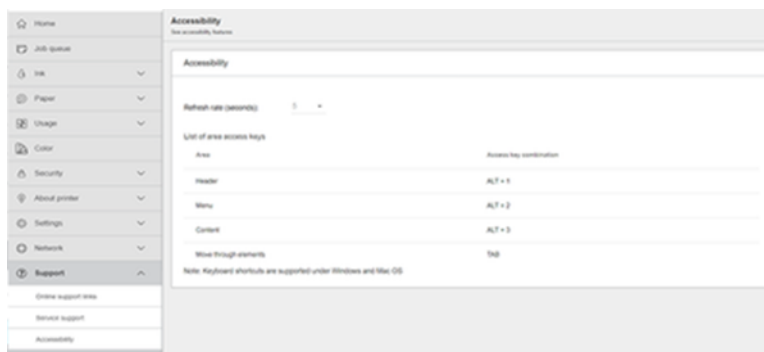 Home
Job queue
Ink
Paper
Usage
Color
Security
About printer
Settings
Network
Support
Online support links
Service support
Accessibility
Accessibility
See accessibility features
Accessibility
Refresh rate (seconds): 5
List of area access keys
Area Access key combination
Header ALT + 1
Menu ALT + 2
Content ALT + 3
Move through elements TAB
Note: Keyboard shortcuts are supported under Windows and Mac OS